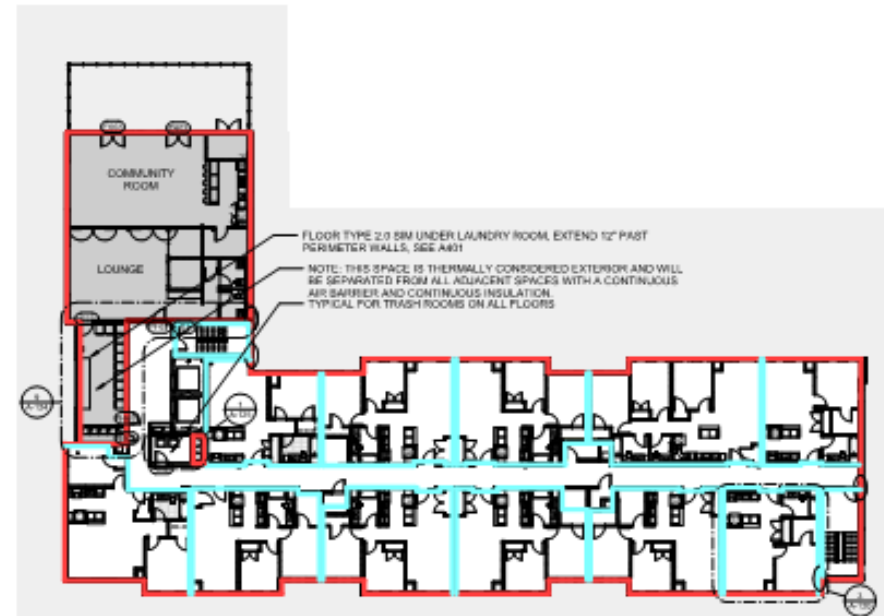 COMMUNITY
ROOM
FLOOR TYPE 2.0 SIM UNDER LAUNDRY ROOM, EXTEND 12" PAST
PERIMETER WALLS, SEE A401
LOUNGE
NOTE: THIS SPACE IS THERMALLY CONSIDERED EXTERIOR AND WILL
BE SEPARATED FROM ALL ADJACENT SPACES WITH A CONTINUOUS
AIR BARRIER AND CONTINUOUS INSULATION.
TYPICAL FOR TRASH ROOMS ON ALL FLOORS